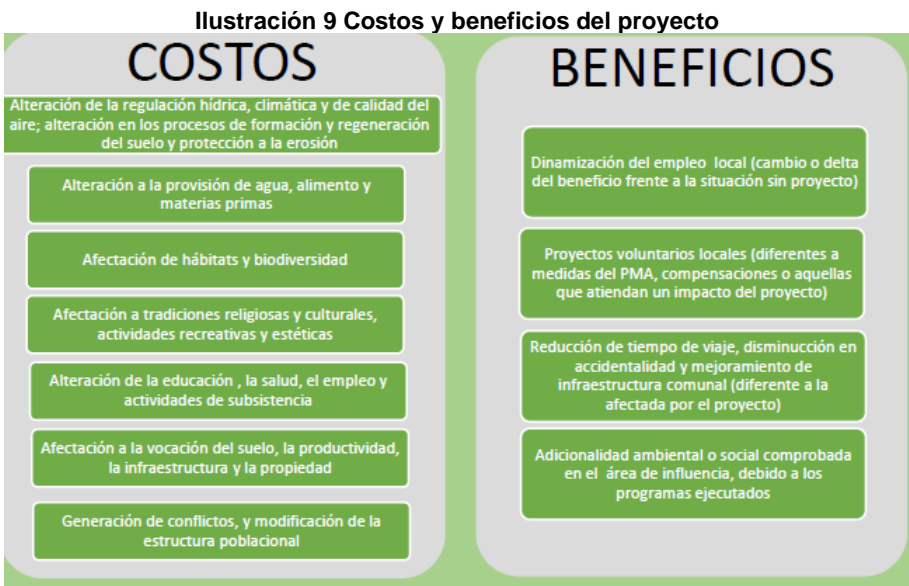 Ilustración 9 Costos y beneficios del proyecto
COSTOS
Alteración de la regulación hídrica, climática y de calidad del
aire; alteración en los procesos de formación y regeneración
del suelo y protección a la erosión
Alteración a la provisión de agua, alimento y
materias primas
Afectación de hábitats y biodiversidad
Afectación a tradiciones religiosas y culturales,
actividades recreativas y estéticas
Alteración de la educación , la salud, el empleo y
actividades de subsistencia
Afectación a la vocación del suelo, la productividad,
la infraestructura y la propiedad
Generación de conflictos, y modificación de la
estructura poblacional
BENEFICIOS
Dinamización del empleo local (cambio o delta
del beneficio frente a la situación sin proyecto)
Proyectos voluntarios locales (diferentes a
medidas del PMA, compensaciones o aquellas
que atiendan un impacto del proyecto)
Reducción de tiempo de viaje, disminucción en
accidentalidad y mejoramiento de
infraestructura comunal (diferente a la
afectada por el proyecto)
Adicionalidad ambiental o social comprobada
en el área de influencia, debido a los
programas ejecutados